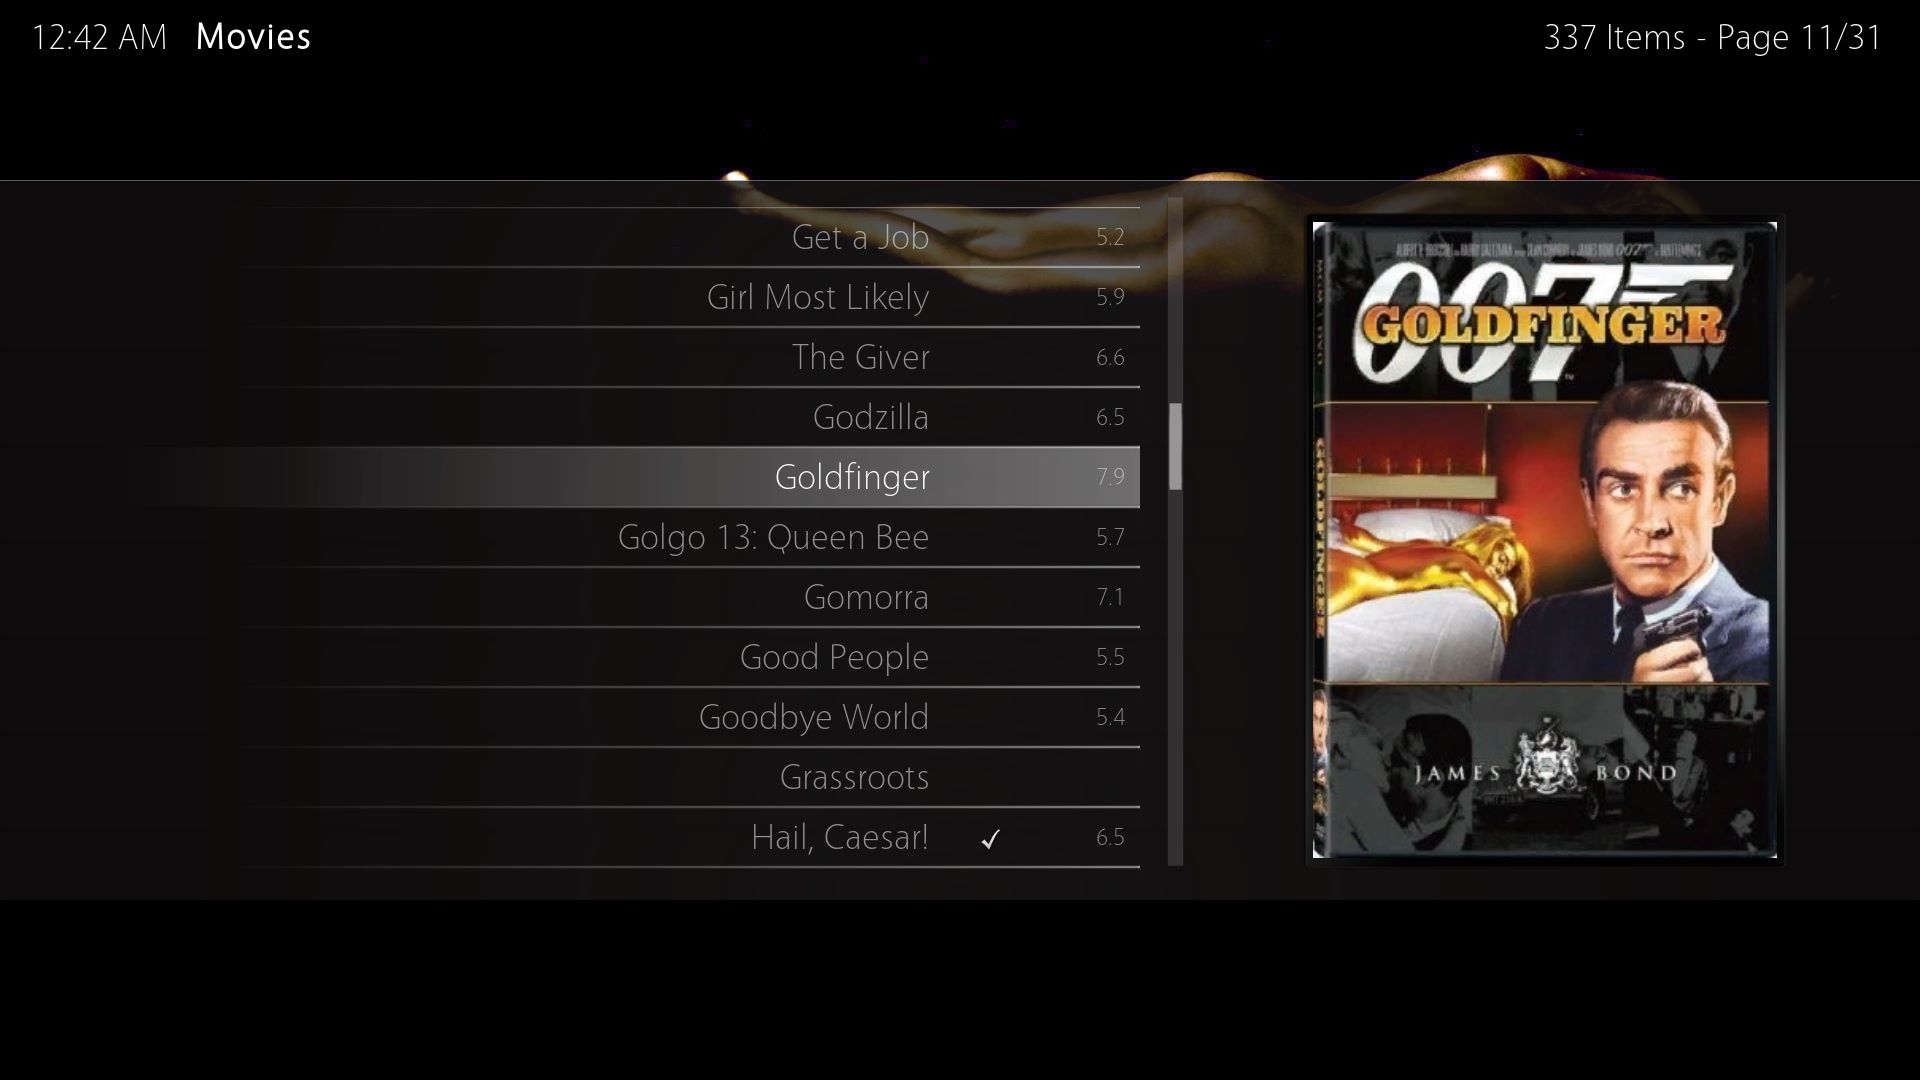 12:42 AM Movies
337 Items - Page 11/31
Get a Job 5.2
Girl Most Likely 5.9
The Giver 6.6
Godzilla 6.5
Goldfinger 7.9
Golgo 13: Queen Bee 5.7
Gomorra 7.1
Good People 5.5
Goodbye World 5.4
Grassroots
Hail, Caesar! ✓ 6.5
007
GOLDFINGER
GOLDFINGER
JAMES BOND